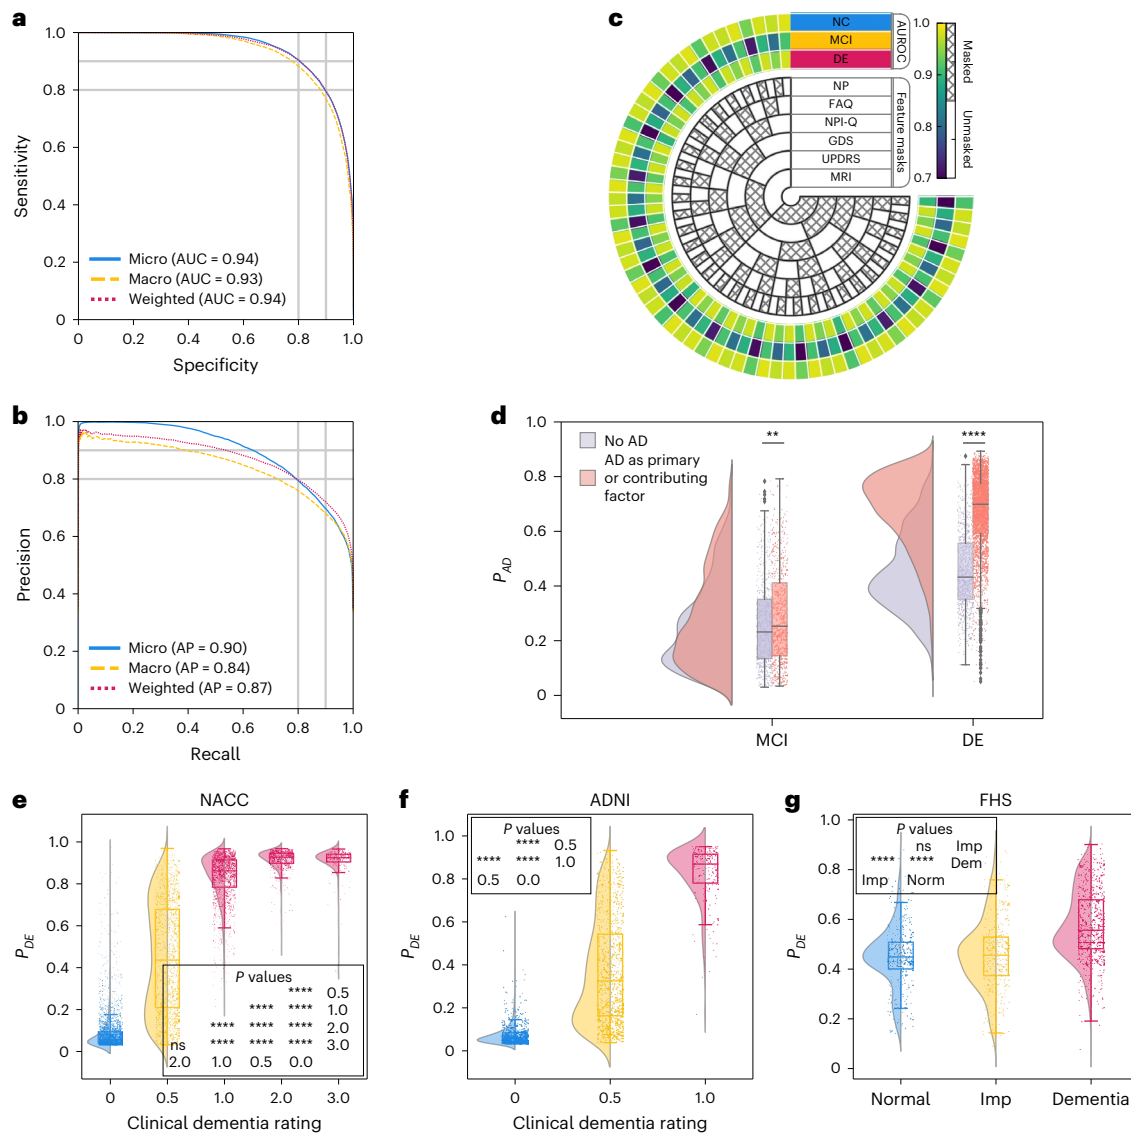 a
1.0
0.8
0.6
0.4
0.2
0
Sensitivity
Micro (AUC = 0.94)
Macro (AUC = 0.93)
Weighted (AUC = 0.94)
0 0.2 0.4 0.6 0.8 1.0
Specificity
b
1.0
0.8
0.6
0.4
0.2
0
Precision
Micro (AP = 0.90)
Macro (AP = 0.84)
Weighted (AP = 0.87)
0 0.2 0.4 0.6 0.8 1.0
Recall
c
NC
MCI
DE
AUROC
NP
FAQ
NPI-Q
GDS
UPDRS
MRI
Feature masks
1.0
0.9
0.8
0.7
Masked
Unmasked
d
1.0
0.8
0.6
0.4
0.2
0
P_AD
No AD
AD as primary
or contributing
factor
**
****
MCI DE
e
NACC
1.0
0.8
0.6
0.4
0.2
0
P_DE
P values
**** 0.5
**** **** 1.0
**** **** **** 2.0
ns **** **** **** 3.0
2.0 1.0 0.5 0.0
0 0.5 1.0 2.0 3.0
Clinical dementia rating
f
ADNI
1.0
0.8
0.6
0.4
0.2
0
P_DE
P values
**** 0.5
**** **** 1.0
0.5 0.0
0 0.5 1.0
Clinical dementia rating
g
FHS
1.0
0.8
0.6
0.4
0.2
0
P_DE
P values
ns Imp
**** **** Dem
Imp Norm
Normal Imp Dementia